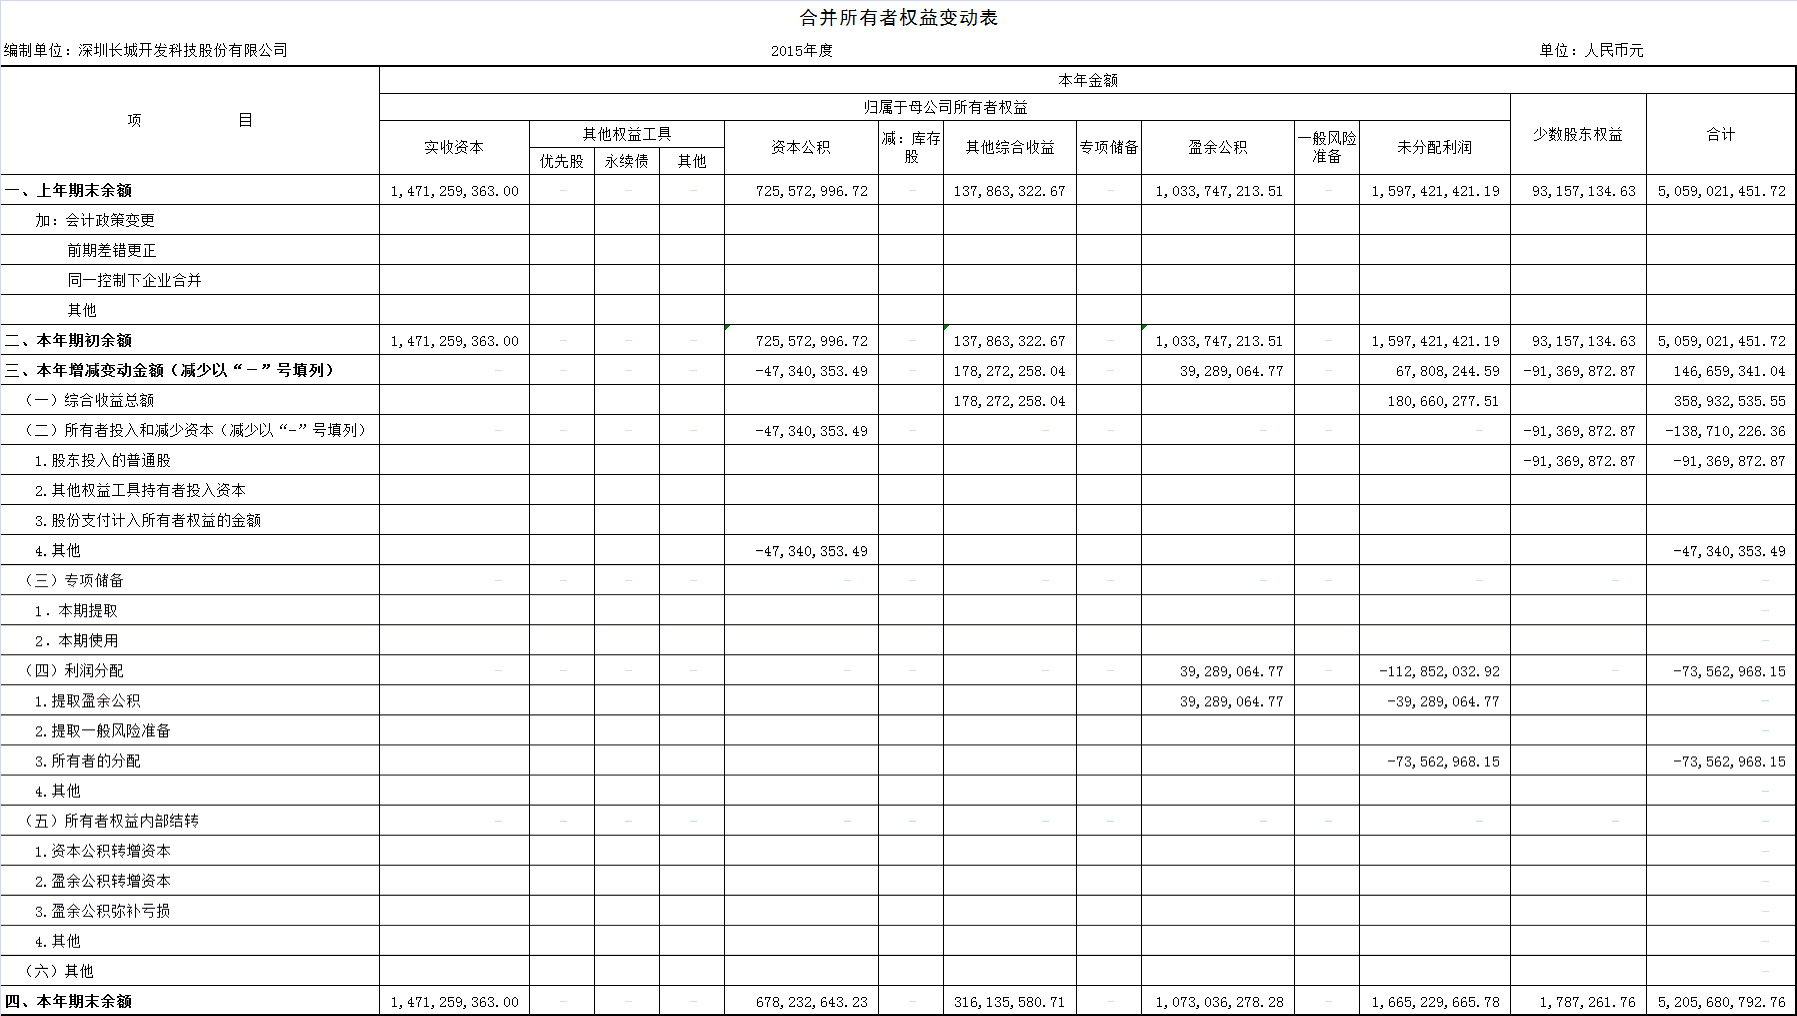 合并所有者权益变动表
编制单位：深圳长城开发科技股份有限公司 2015年度 单位：人民币元
项 目 本年金额
归属于母公司所有者权益 少数股东权益 合计
实收资本 其他权益工具 资本公积 减：库存股 其他综合收益 专项储备 盈余公积 一般风险准备 未分配利润
优先股 永续债 其他
一、上年期末余额 1,471,259,363.00 － － － 725,572,996.72 － 137,863,322.67 － 1,033,747,213.51 － 1,597,421,421.19 93,157,134.63 5,059,021,451.72
加：会计政策变更
前期差错更正
同一控制下企业合并
其他
二、本年期初余额 1,471,259,363.00 － － － 725,572,996.72 － 137,863,322.67 － 1,033,747,213.51 － 1,597,421,421.19 93,157,134.63 5,059,021,451.72
三、本年增减变动金额（减少以“－”号填列） － － － － -47,340,353.49 － 178,272,258.04 － 39,289,064.77 － 67,808,244.59 -91,369,872.87 146,659,341.04
（一）综合收益总额 178,272,258.04 180,660,277.51 358,932,535.55
（二）所有者投入和减少资本（减少以“-”号填列） － － － － -47,340,353.49 － － － － － － -91,369,872.87 -138,710,226.36
1.股东投入的普通股 -91,369,872.87 -91,369,872.87
2.其他权益工具持有者投入资本
3.股份支付计入所有者权益的金额
4.其他 -47,340,353.49 -47,340,353.49
（三）专项储备 － － － － － － － － － － － － －
1．本期提取 －
2．本期使用 －
（四）利润分配 － － － － － － － － 39,289,064.77 － -112,852,032.92 － -73,562,968.15
1.提取盈余公积 39,289,064.77 -39,289,064.77 －
2.提取一般风险准备 －
3.所有者的分配 -73,562,968.15 -73,562,968.15
4.其他 －
（五）所有者权益内部结转 － － － － － － － － － － － － －
1.资本公积转增资本 －
2.盈余公积转增资本 －
3.盈余公积弥补亏损 －
4.其他 －
（六）其他 －
四、本年期末余额 1,471,259,363.00 － － － 678,232,643.23 － 316,135,580.71 － 1,073,036,278.28 － 1,665,229,665.78 1,787,261.76 5,205,680,792.76